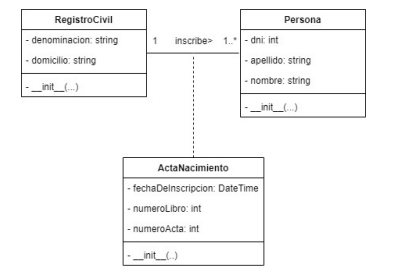 RegistroCivil
- denominacion: string
- domicilio: string
- __init__(...)
1 inscribe> 1..*
Persona
- dni: int
- apellido: string
- nombre: string
- __init__(...)
ActaNacimiento
- fechaDeInscripcion: DateTime
- numeroLibro: int
- numeroActa: int
- __init__(..)